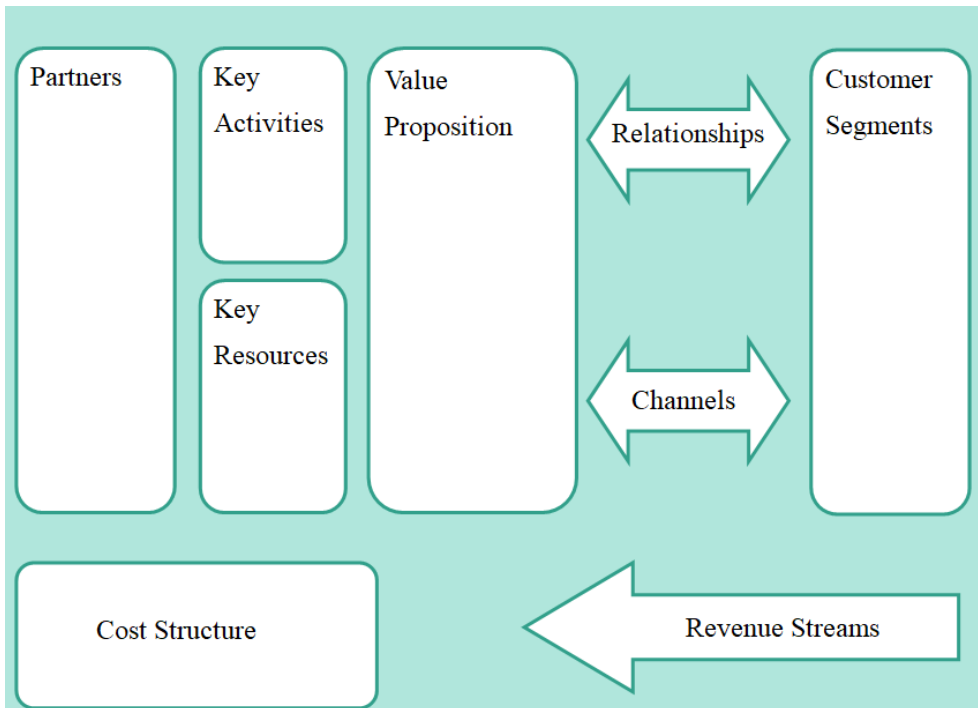 Partners
Key
Activities
Key
Resources
Value
Proposition
Relationships
Channels
Customer
Segments
Cost Structure
Revenue Streams